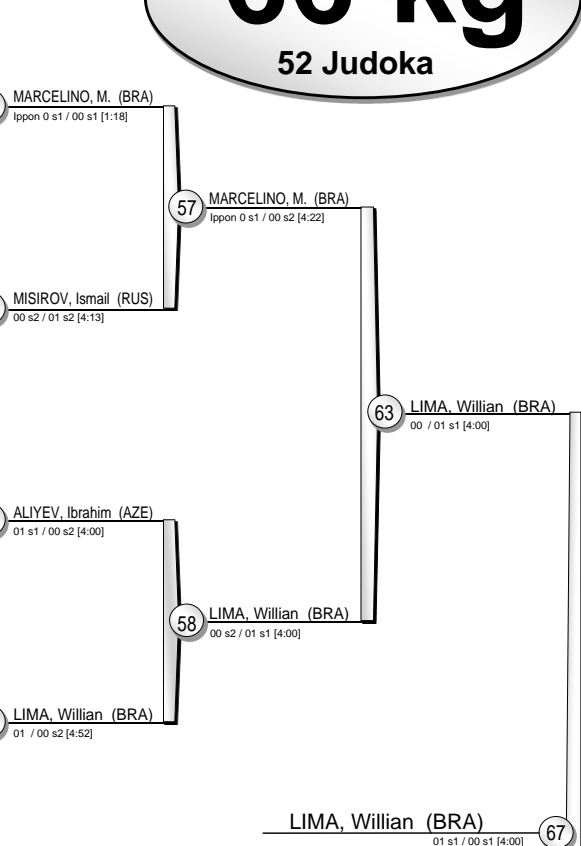 52 Judoka
MARCELINO, M. (BRA)
Ippon 0 s1 / 00 s1 [1:18]
57
MARCELINO, M. (BRA)
Ippon 0 s1 / 00 s2 [4:22]
MISIROV, Ismail (RUS)
00 s2 / 01 s2 [4:13]
63
LIMA, Willian (BRA)
00 / 01 s1 [4:00]
ALIYEV, Ibrahim (AZE)
01 s1 / 00 s2 [4:00]
58
LIMA, Willian (BRA)
00 s2 / 01 s1 [4:00]
LIMA, Willian (BRA)
01 / 00 s2 [4:52]
LIMA, Willian (BRA)
01 s1 / 00 s1 [4:00]
67